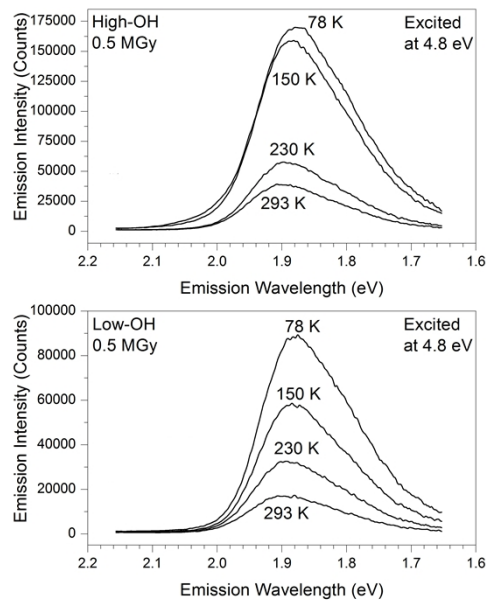 High-OH
0.5 MGy
Excited
at 4.8 eV
78 K
150 K
230 K
293 K
175000
150000
125000
100000
75000
50000
25000
0
Emission Intensity (Counts)
2.2 2.1 2.0 1.9 1.8 1.7 1.6
Emission Wavelength (eV)
Low-OH
0.5 MGy
Excited
at 4.8 eV
78 K
150 K
230 K
293 K
100000
80000
60000
40000
20000
0
Emission Intensity (Counts)
2.2 2.1 2.0 1.9 1.8 1.7 1.6
Emission Wavelength (eV)